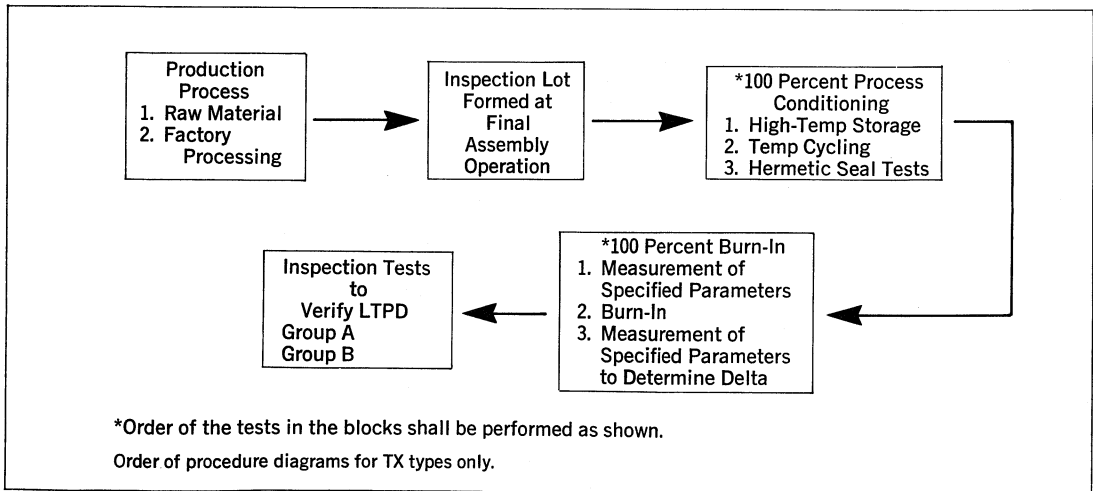 Production
Process
1. Raw Material
2. Factory
Processing
Inspection Lot
Formed at
Final
Assembly
Operation
*100 Percent Process
Conditioning
1. High-Temp Storage
2. Temp Cycling
3. Hermetic Seal Tests
*100 Percent Burn-In
1. Measurement of
Specified Parameters
2. Burn-In
3. Measurement of
Specified Parameters
to Determine Delta
Inspection Tests
to
Verify LTPD
Group A
Group B
*Order of the tests in the blocks shall be performed as shown.
Order of procedure diagrams for TX types only.